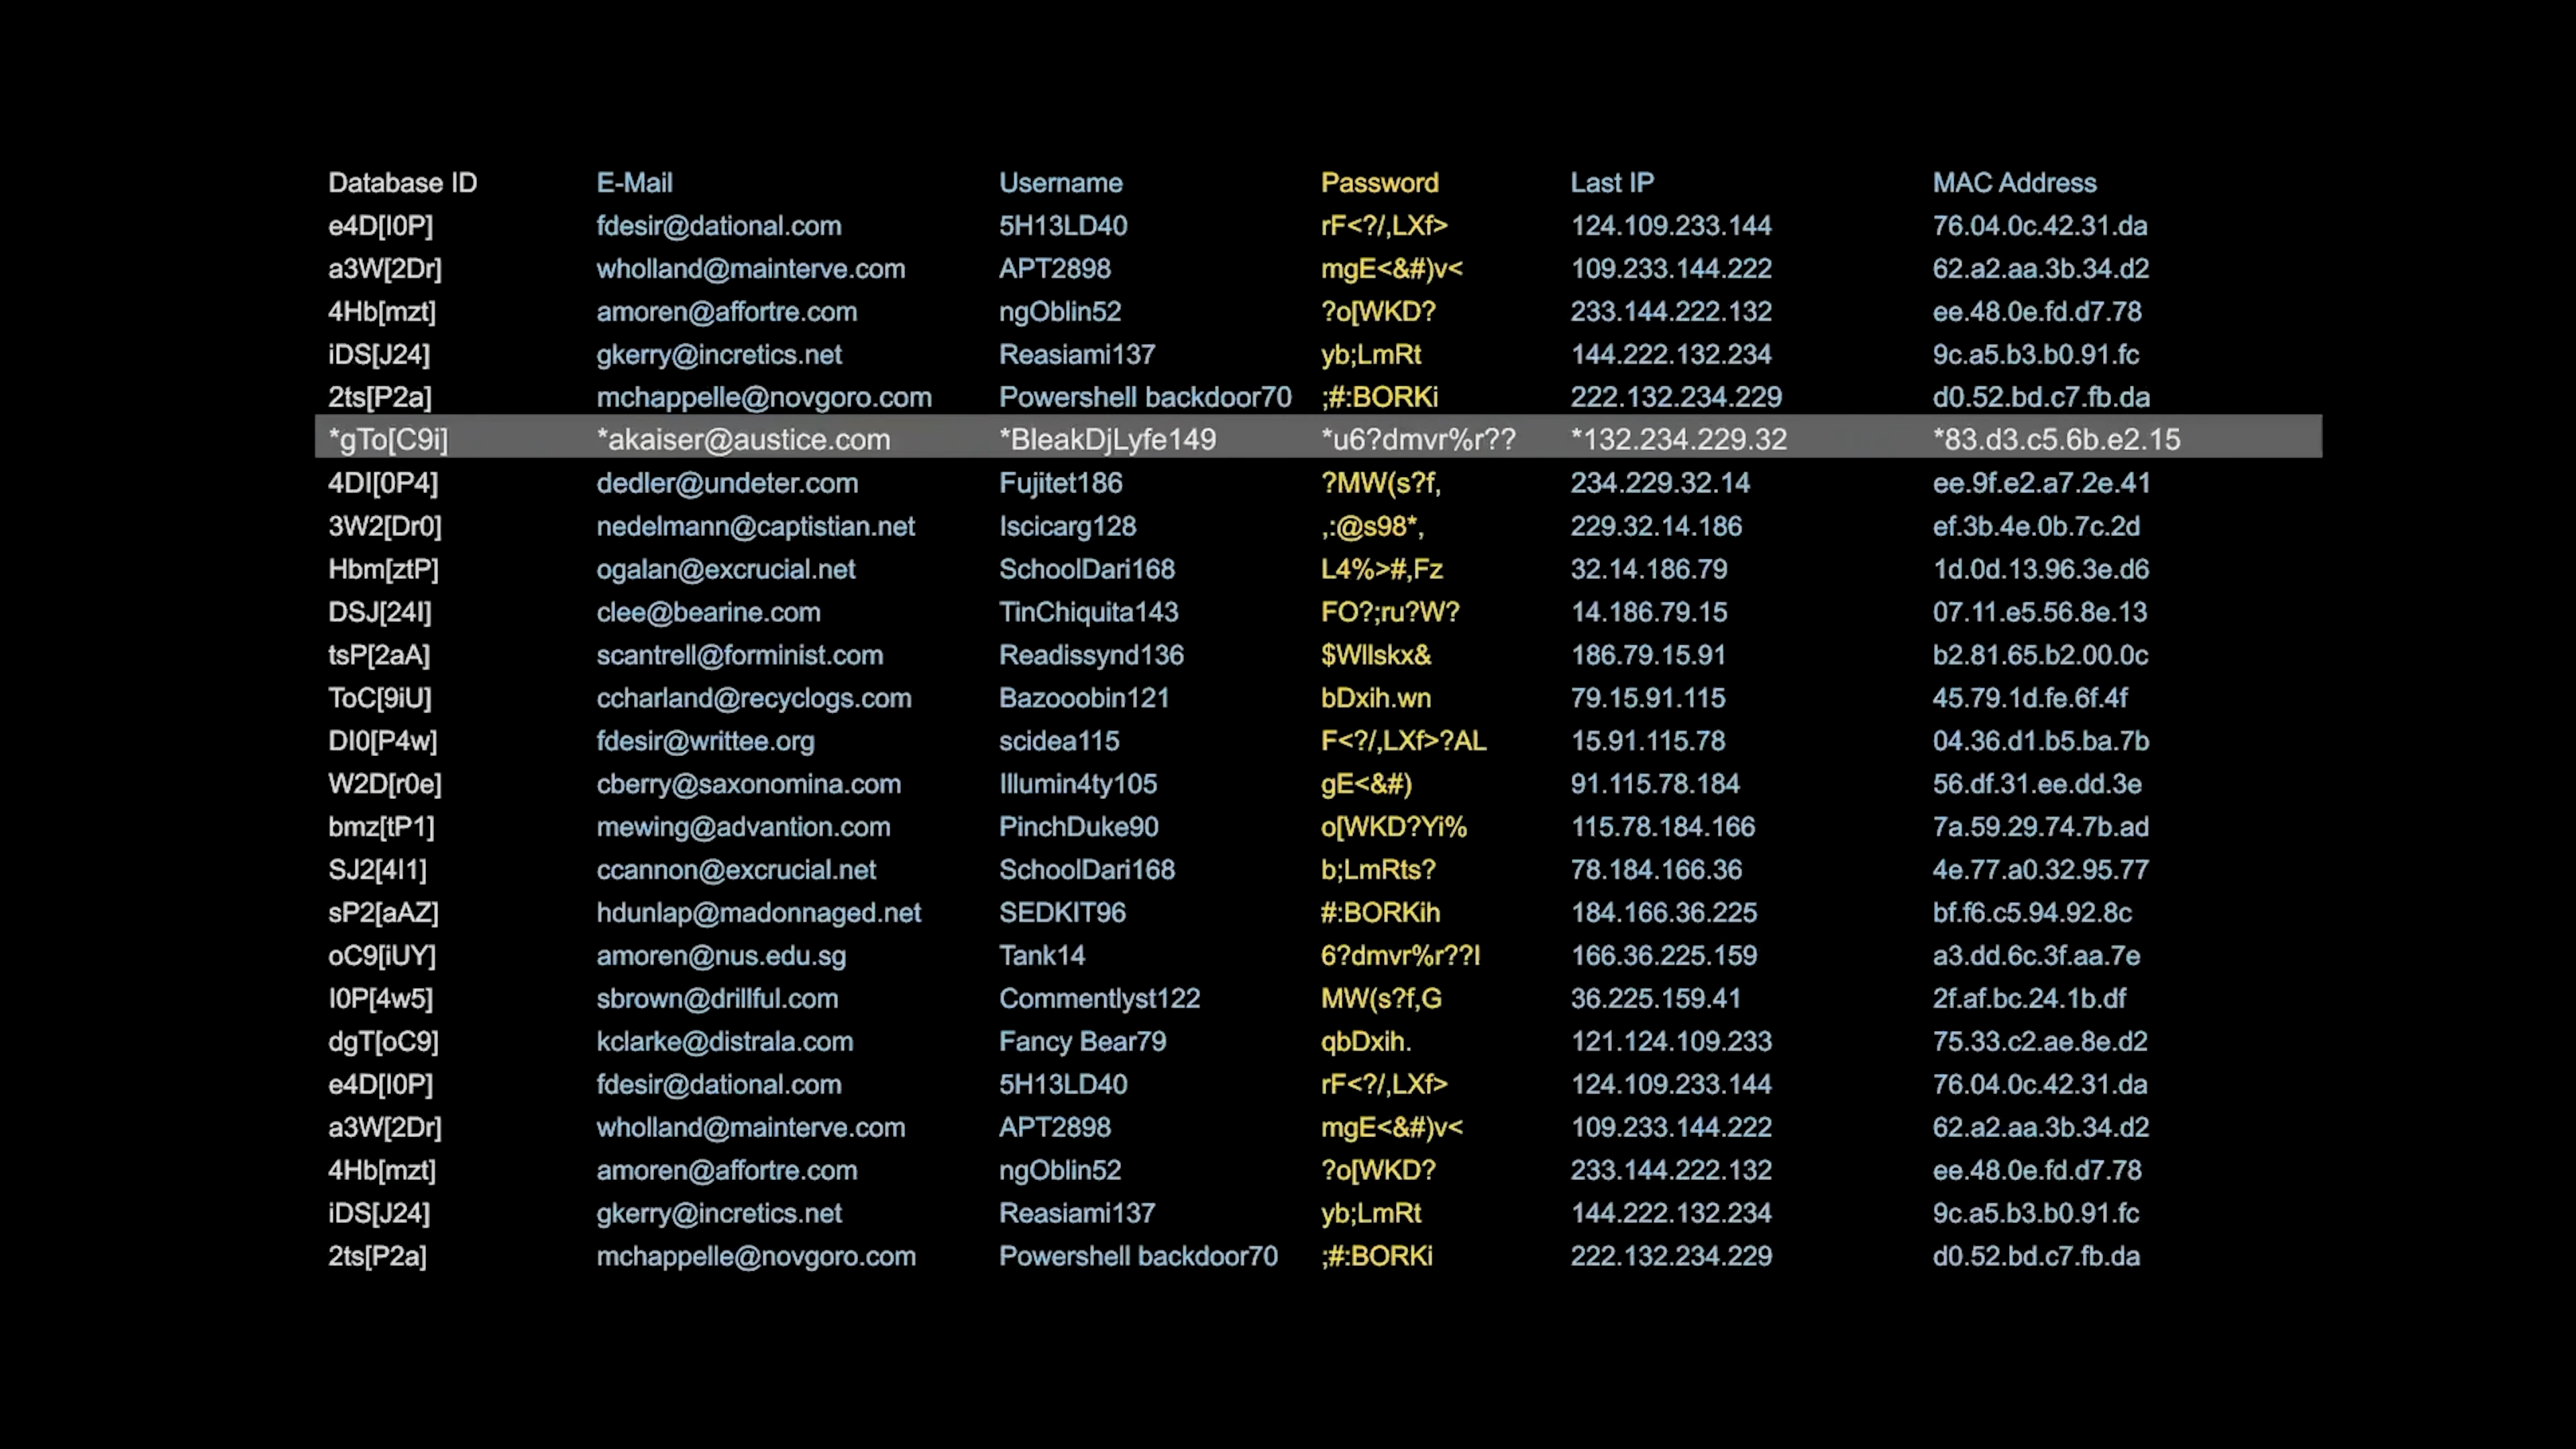 Database ID E-Mail Username Password Last IP MAC Address
e4D[I0P] fdesir@dational.com 5H13LD40 rF<?/,LXf> 124.109.233.144 76.04.0c.42.31.da
a3W[2Dr] wholland@mainterve.com APT2898 mgE<&#)v< 109.233.144.222 62.a2.aa.3b.34.d2
4Hb[mzt] amoren@affortre.com ngOblin52 ?o[WKD? 233.144.222.132 ee.48.0e.fd.d7.78
iDS[J24] gkerry@incretics.net Reasiami137 yb;LmRt 144.222.132.234 9c.a5.b3.b0.91.fc
2ts[P2a] mchappelle@novgoro.com Powershell backdoor70 ;#:BORKi 222.132.234.229 d0.52.bd.c7.fb.da
*gTo[C9i] *akaiser@austice.com *BleakDjLyfe149 *u6?dmvr%r?? *132.234.229.32 *83.d3.c5.6b.e2.15
4DI[0P4] dedler@undeter.com Fujitet186 ?MW(s?f, 234.229.32.14 ee.9f.e2.a7.2e.41
3W2[Dr0] nedelmann@captistian.net Iscicarg128 ,:@s98*, 229.32.14.186 ef.3b.4e.0b.7c.2d
Hbm[ztP] ogalan@excrucial.net SchoolDari168 L4%>#,Fz 32.14.186.79 1d.0d.13.96.3e.d6
DSJ[24I] clee@bearine.com TinChiquita143 FO?;ru?W? 14.186.79.15 07.11.e5.56.8e.13
tsP[2aA] scantrell@forminist.com Readissynd136 $WIIskx& 186.79.15.91 b2.81.65.b2.00.0c
ToC[9iU] ccharland@recyclogs.com Bazooobin121 bDxih.wn 79.15.91.115 45.79.1d.fe.6f.4f
DI0[P4w] fdesir@writtee.org scidea115 F<?/,LXf>?AL 15.91.115.78 04.36.d1.b5.ba.7b
W2D[r0e] cberry@saxonomina.com Illumin4ty105 gE<&#) 91.115.78.184 56.df.31.ee.dd.3e
bmz[tP1] mewing@advantion.com PinchDuke90 o[WKD?Yi% 115.78.184.166 7a.59.29.74.7b.ad
SJ2[4I1] ccannon@excrucial.net SchoolDari168 b;LmRts? 78.184.166.36 4e.77.a0.32.95.77
sP2[aAZ] hdunlap@madonnaged.net SEDKIT96 #:BORKih 184.166.36.225 bf.f6.c5.94.92.8c
oC9[iUY] amoren@nus.edu.sg Tank14 6?dmvr%r??I 166.36.225.159 a3.dd.6c.3f.aa.7e
I0P[4w5] sbrown@drillful.com Commentlyst122 MW(s?f,G 36.225.159.41 2f.af.bc.24.1b.df
dgT[oC9] kclarke@distrala.com Fancy Bear79 qbDxih. 121.124.109.233 75.33.c2.ae.8e.d2
e4D[I0P] fdesir@dational.com 5H13LD40 rF<?/,LXf> 124.109.233.144 76.04.0c.42.31.da
a3W[2Dr] wholland@mainterve.com APT2898 mgE<&#)v< 109.233.144.222 62.a2.aa.3b.34.d2
4Hb[mzt] amoren@affortre.com ngOblin52 ?o[WKD? 233.144.222.132 ee.48.0e.fd.d7.78
iDS[J24] gkerry@incretics.net Reasiami137 yb;LmRt 144.222.132.234 9c.a5.b3.b0.91.fc
2ts[P2a] mchappelle@novgoro.com Powershell backdoor70 ;#:BORKi 222.132.234.229 d0.52.bd.c7.fb.da